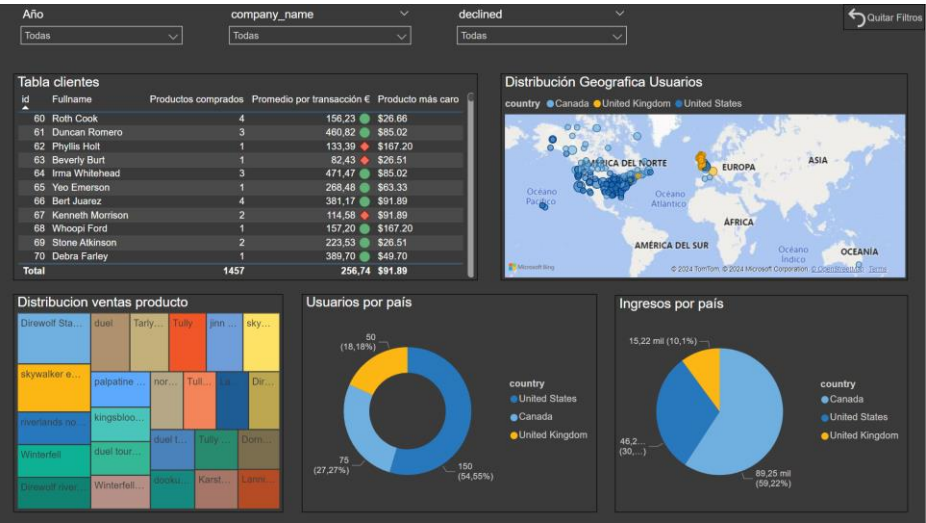 Año
company_name
declined
Todas
Todas
Todas
Quitar Filtros
Tabla clientes
id Fullname Productos comprados Promedio por transacción € Producto más caro
60 Roth Cook 4 156,23 $26.66
61 Duncan Romero 3 460,82 $85.02
62 Phyllis Holt 1 133,39 $167.20
63 Beverly Burt 1 82,43 $26.51
64 Irma Whitehead 3 471,47 $85.02
65 Yeo Emerson 1 268,48 $63.33
66 Bert Juarez 4 381,17 $91.89
67 Kenneth Morrison 2 114,58 $91.89
68 Whoopi Ford 1 157,20 $167.20
69 Stone Atkinson 2 223,53 $26.51
70 Debra Farley 1 389,70 $49.70
Total 1457 256,74 $91.89
Distribución Geografica Usuarios
country Canada United Kingdom United States
AMÉRICA DEL NORTE
EUROPA
ASIA
Océano
Pacífico
Océano
Atlántico
ÁFRICA
AMÉRICA DEL SUR
Océano
Índico
OCEANÍA
Microsoft Bing
© 2024 TomTom, © 2024 Microsoft Corporation, © OpenStreetMap Terms
Distribucion ventas producto
Direwolf Sta...
duel
Tarly...
Tully
jinn ...
sky...
skywalker e...
palpatine ...
nor...
Tull...
Dir...
riverlands no...
kingsbloo...
Winterfell
duel tour...
duel t...
Tully ...
Dorn...
Direwolf river...
Winterfell...
dooku...
Karst...
Lanni...
Usuarios por país
50
(18,18%)
75
(27,27%)
150
(54,55%)
country
United States
Canada
United Kingdom
Ingresos por país
15,22 mil (10,1%)
46,2...
(30,...)
89,25 mil
(59,22%)
country
Canada
United States
United Kingdom